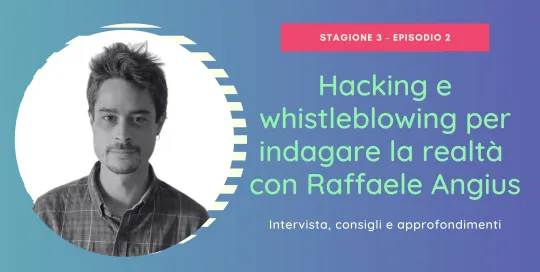 STAGIONE 3 - EPISODIO 2
Hacking e
whistleblowing per
indagare la realtà
con Raffaele Angius
Intervista, consigli e approfondimenti